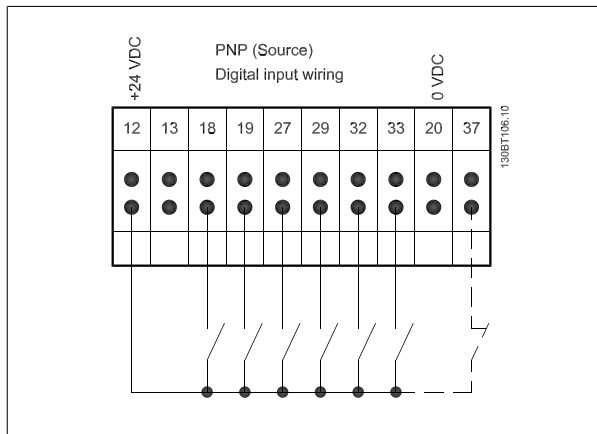 PNP (Source)
Digital input wiring
+24 VDC
0 VDC
12 13 18 19 27 29 32 33 20 37
130BT106.10